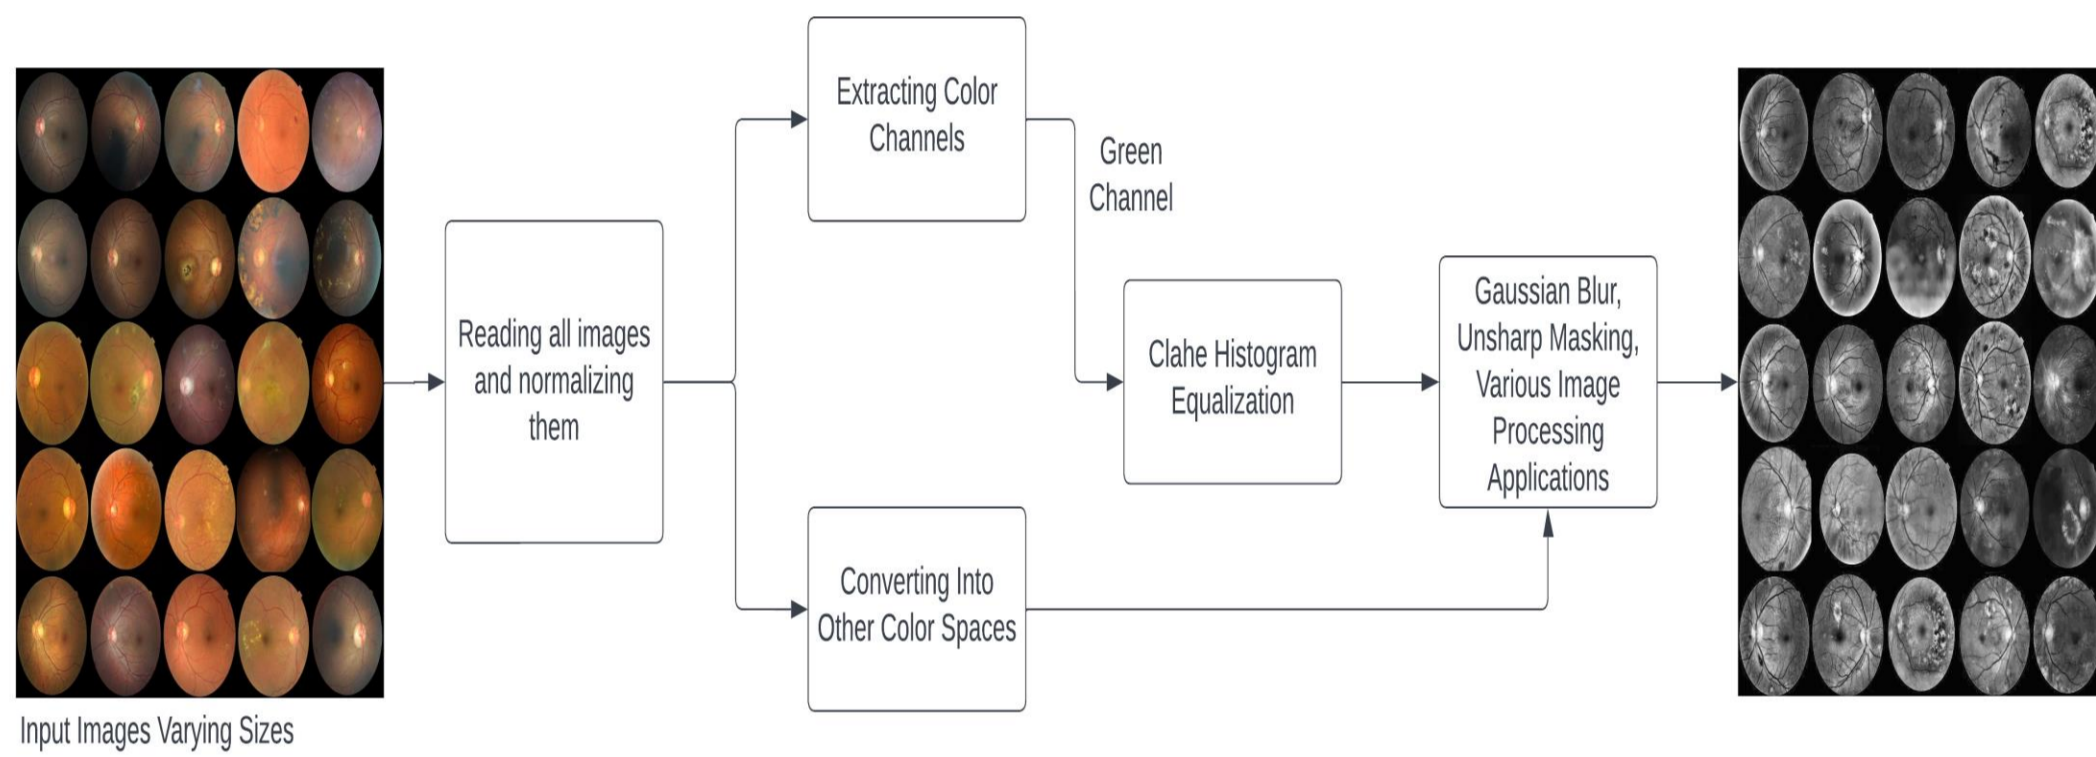 Input Images Varying Sizes
Reading all images
and normalizing
them
Extracting Color
Channels
Green
Channel
Converting Into
Other Color Spaces
Clahe Histogram
Equalization
Gaussian Blur,
Unsharp Masking,
Various Image
Processing
Applications